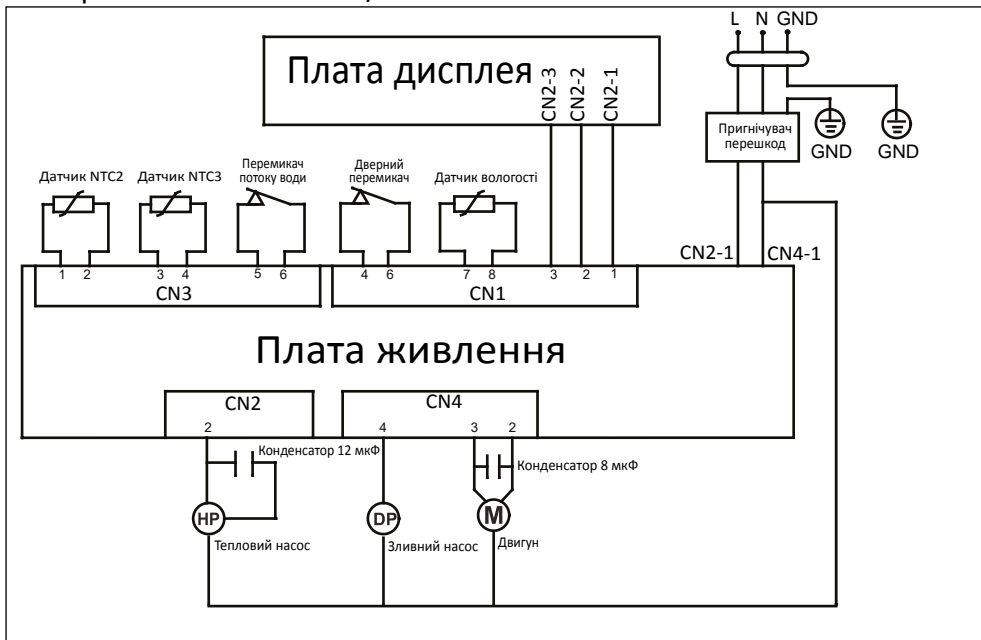 L N GND
Плата дисплея
CN2-3
CN2-2
CN2-1
Пригнічувач
перешкод
GND
GND
Датчик NTC2
Датчик NTC3
Перемикач
потоку води
Дверний
перемикач
Датчик вологості
CN2-1
CN4-1
1 2 3 4 5 6
4 6 7 8 3 2 1
CN3
CN1
Плата живлення
CN2
CN4
2
4
3 2
Конденсатор 12 мкФ
Конденсатор 8 мкФ
HP
DP
M
Тепловий насос
Зливний насос
Двигун